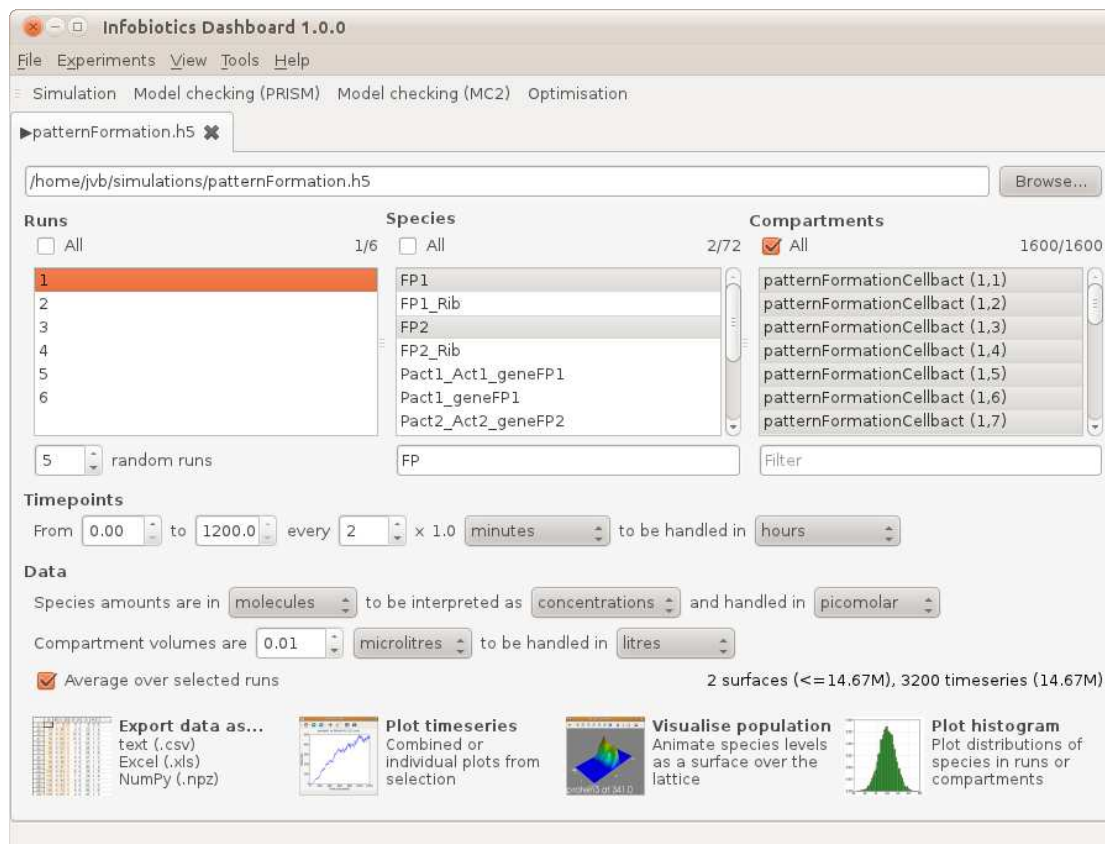 Infobiotics Dashboard 1.0.0
File Experiments View Tools Help
Simulation Model checking (PRISM) Model checking (MC2) Optimisation
▶patternFormation.h5 ✖
/home/jvb/simulations/patternFormation.h5 Browse...
Runs Species Compartments
All 1/6 All 2/72 All 1600/1600
1 FP1 patternFormationCellbact (1,1)
2 FP1_Rib patternFormationCellbact (1,2)
3 FP2 patternFormationCellbact (1,3)
4 FP2_Rib patternFormationCellbact (1,4)
5 Pact1_Act1_geneFP1 patternFormationCellbact (1,5)
6 Pact1_geneFP1 patternFormationCellbact (1,6)
Pact2_Act2_geneFP2 patternFormationCellbact (1,7)
5 random runs FP Filter
Timepoints
From 0.00 to 1200.0 every 2 x 1.0 minutes to be handled in hours
Data
Species amounts are in molecules to be interpreted as concentrations and handled in picomolar
Compartment volumes are 0.01 microlitres to be handled in litres
Average over selected runs 2 surfaces (<=14.67M), 3200 timeseries (14.67M)
Export data as... Plot timeseries Visualise population Plot histogram
text (.csv) Combined or Animate species levels Plot distributions of
Excel (.xls) individual plots from as a surface over the species in runs or
NumPy (.npz) selection lattice compartments
protein3 at 341.0